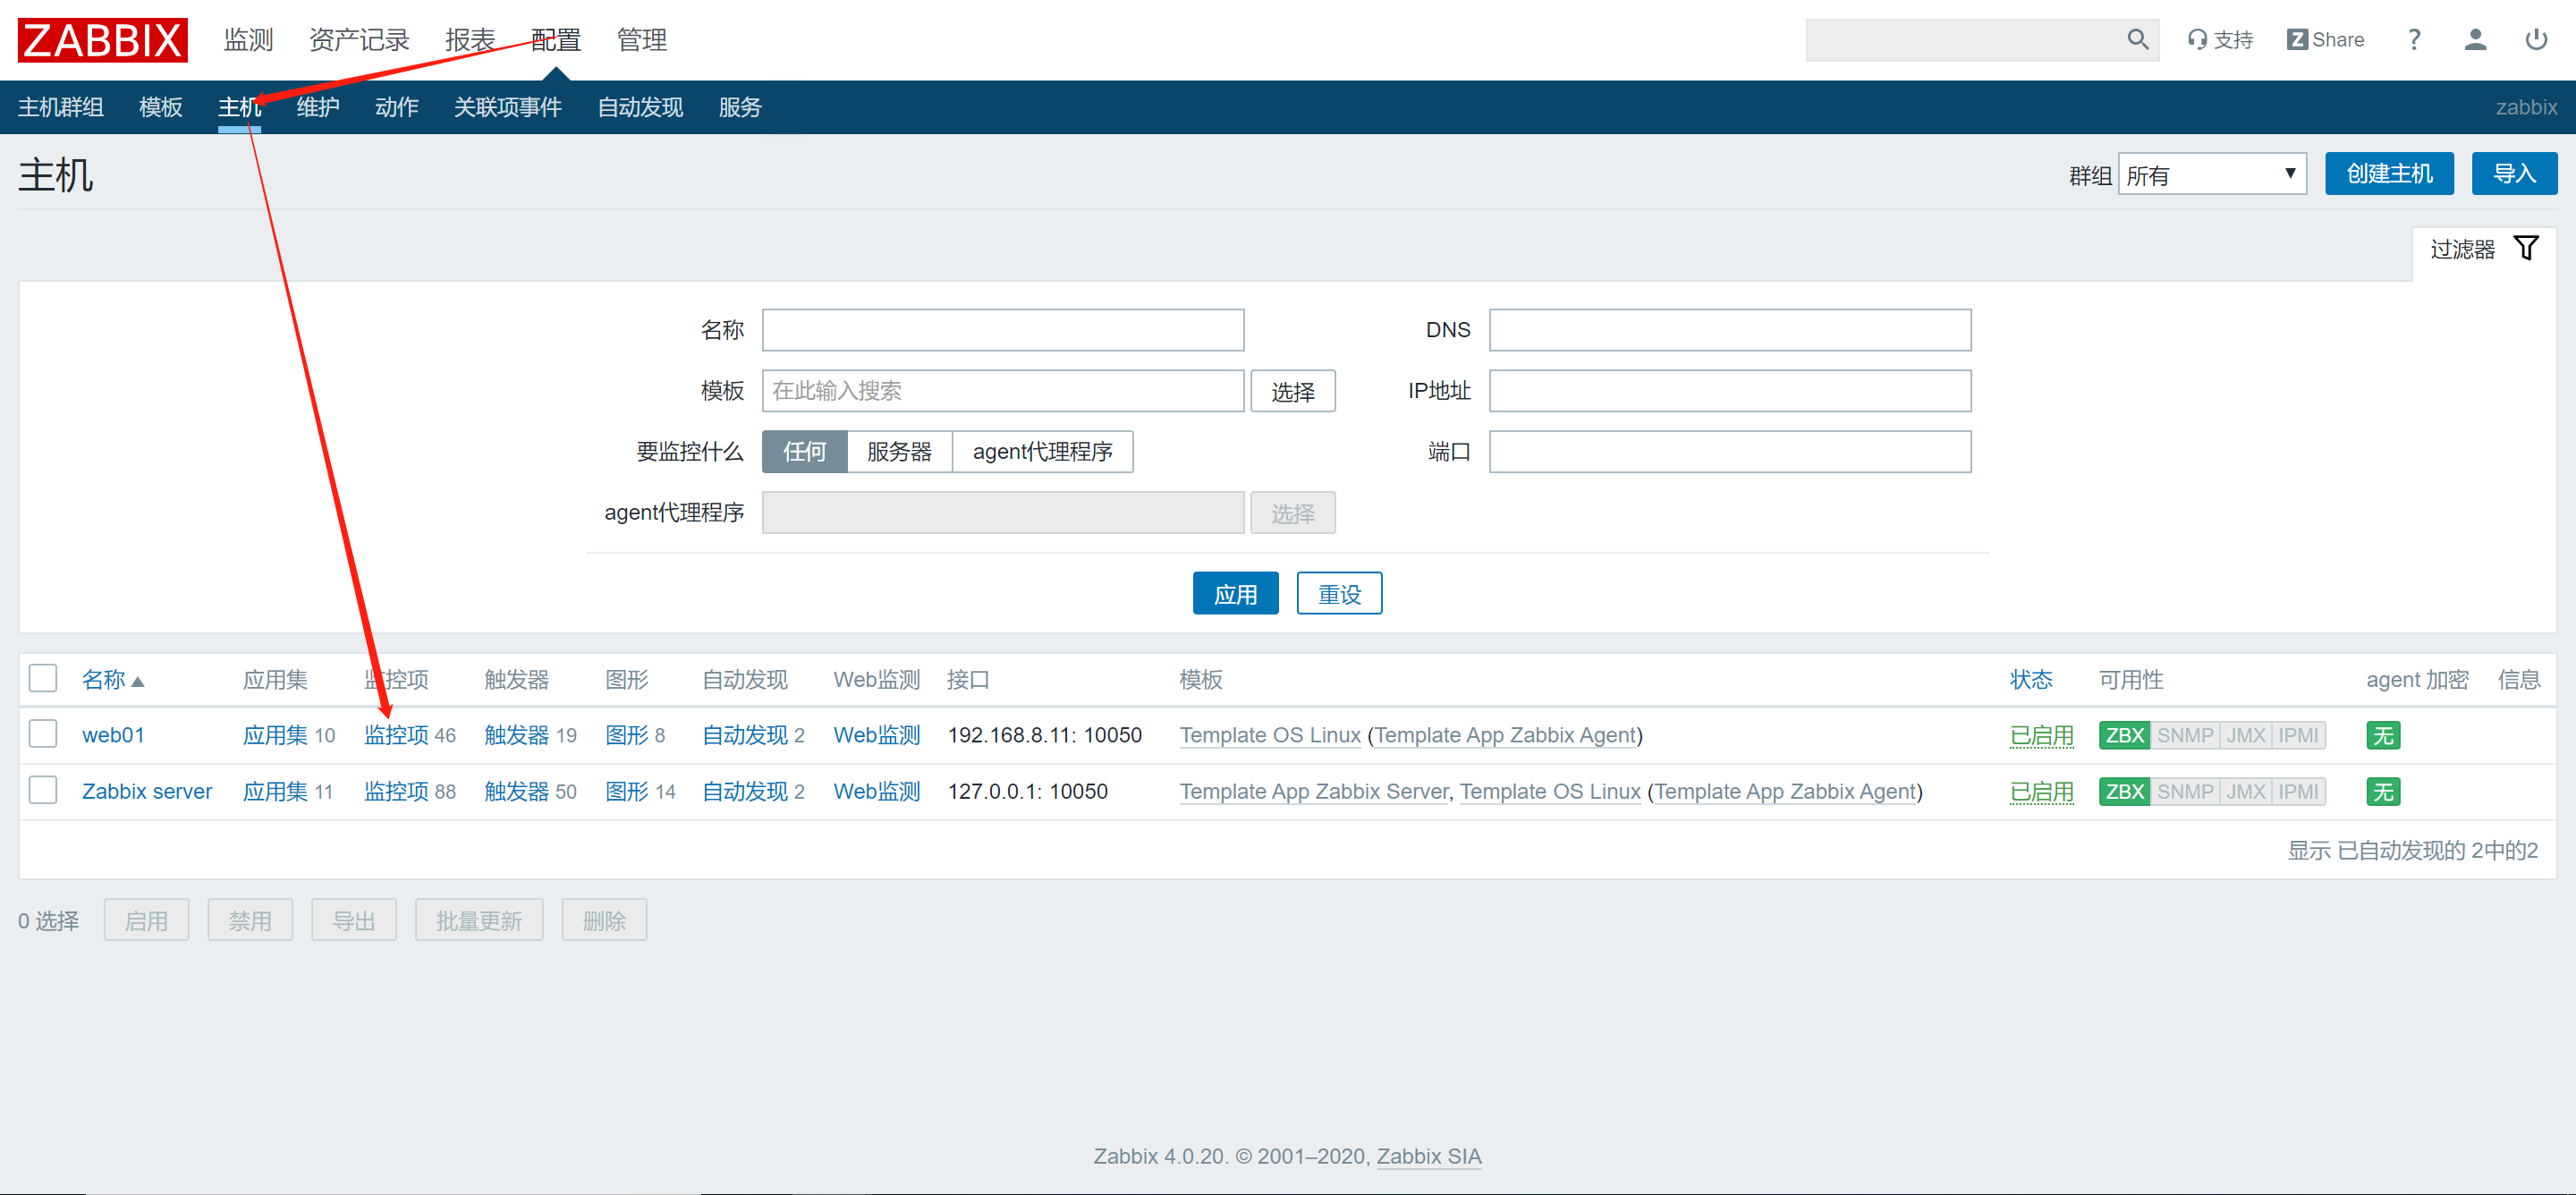 ZABBIX 监测 资产记录 报表 配置 管理 支持 Z Share ?
主机群组 模板 主机 维护 动作 关联项事件 自动发现 服务 zabbix
主机 群组 所有 创建主机 导入
过滤器
名称 DNS
模板 在此输入搜索 选择 IP地址
要监控什么 任何 服务器 agent代理程序 端口
agent代理程序 选择
应用 重设
名称 应用集 监控项 触发器 图形 自动发现 Web监测 接口 模板 状态 可用性 agent 加密 信息
web01 应用集 10 监控项 46 触发器 19 图形 8 自动发现 2 Web监测 192.168.8.11: 10050 Template OS Linux (Template App Zabbix Agent) 已启用 ZBX SNMP JMX IPMI 无
Zabbix server 应用集 11 监控项 88 触发器 50 图形 14 自动发现 2 Web监测 127.0.0.1: 10050 Template App Zabbix Server, Template OS Linux (Template App Zabbix Agent) 已启用 ZBX SNMP JMX IPMI 无
显示 已自动发现的 2中的2
0 选择 启用 禁用 导出 批量更新 删除
Zabbix 4.0.20. © 2001–2020, Zabbix SIA